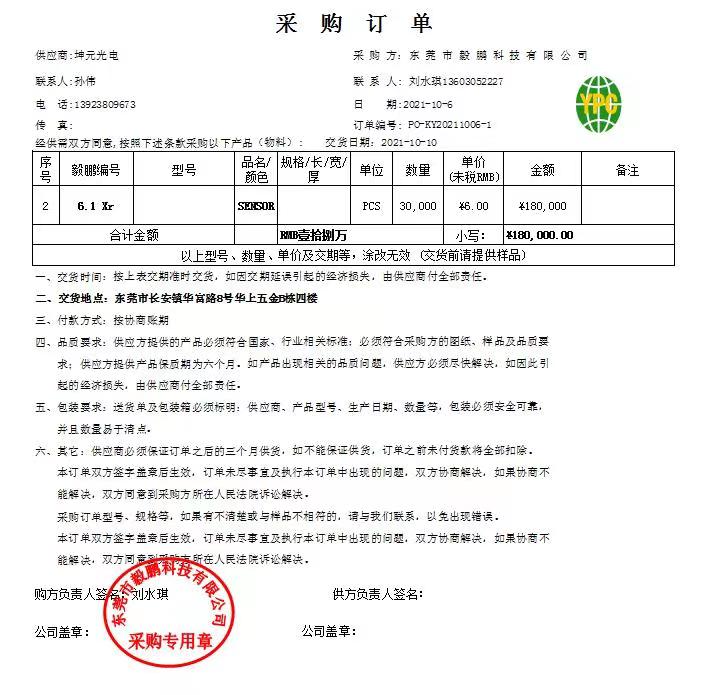 采 购 订 单
供应商:坤元光电 采 购 方: 东 莞 市 毅 鹏 科 技 有 限 公 司
联系人:孙伟 联 系 人: 刘水琪13603052227
电 话:13923809673 日 期:2021-10-6
传 真: 订单编号: PO-KY20211006-1
YPC
经供需双方同意,按照下述条款采购以下产品(物料): 交货日期:2021-10-10
序号 毅鹏编号 型号 品名/颜色 规格/长/宽/厚 单位 数量 单价(未税RMB) 金额 备注
2 6.1 Xr SENSOR PCS 30,000 ¥6.00 ¥180,000
合计金额 RMB壹拾捌万 小写: ¥180,000.00
以上型号、数量、单价及交期等,涂改无效 (交货前请提供样品)
一、交货时间: 按上表交期准时交货, 如因交期延误引起的经济损失, 由供应商付全部责任。
二、交货地点: 东莞市长安镇华富路8号华上五金B栋四楼
三、付款方式: 按协商账期
四、品质要求: 供应方提供的产品必须符合国家、行业相关标准; 必须符合采购方的图纸、样品及品质要
求; 供应方提供产品保质期为六个月。如产品出现相关的品质问题, 供应方必须尽快解决, 如因此引
起的经济损失, 由供应商付全部责任。
五、包装要求: 送货单及包装箱必须标明: 供应商、产品型号、生产日期、数量等, 包装必须安全可靠,
并且数量易于清点。
六、其它: 供应商必须保证订单之后的三个月供货, 如不能保证供货, 订单之前未付货款将全部扣除。
本订单双方签字盖章后生效, 订单未尽事宜及执行本订单中出现的问题, 双方协商解决, 如果协商不
能解决, 双方同意到采购方所在人民法院诉讼解决。
采购订单型号、规格等, 如果有不清楚或与样品不相符的, 请与我们联系, 以免出现错误。
本订单双方签字盖章后生效, 订单未尽事宜及执行本订单中出现的问题, 双方协商解决, 如果协商不
能解决, 双方同意到采购方所在人民法院诉讼解决。
购方负责人签名: 刘水琪 供方负责人签名:
公司盖章: 公司盖章:
东莞市毅鹏科技有限公司
采购专用章